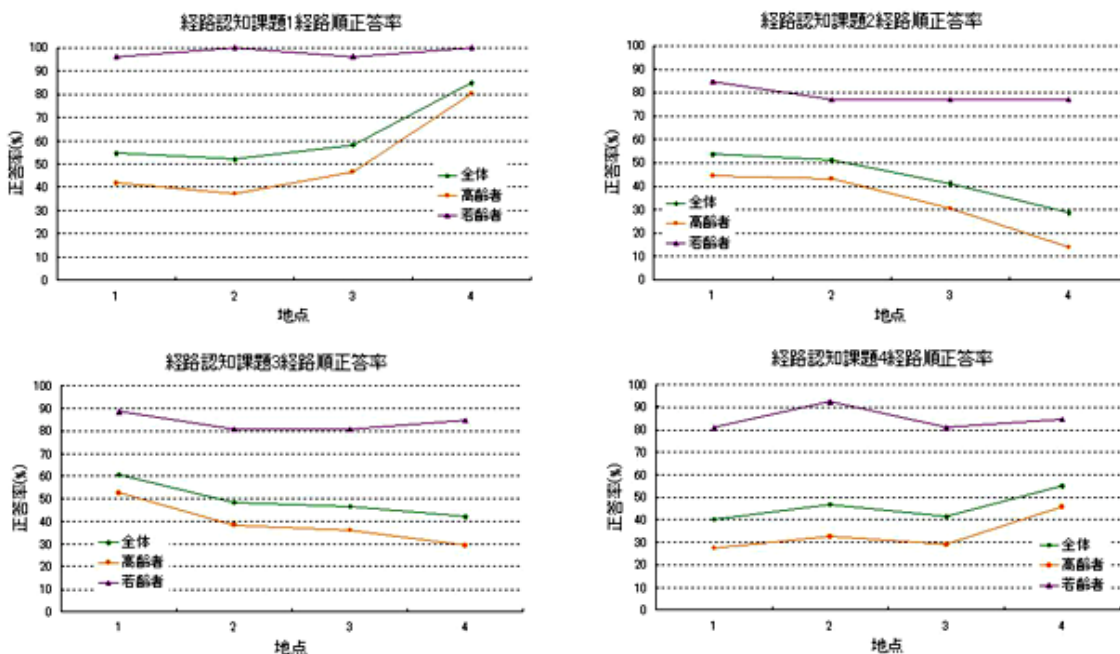 経路認知課題1経路順正答率
100
90
80
70
60
50
40
30
20
10
0
正答率(%)
全体
高齢者
若齢者
1 2 3 4
地点
経路認知課題2経路順正答率
100
90
80
70
60
50
40
30
20
10
0
正答率(%)
全体
高齢者
若齢者
1 2 3 4
地点
経路認知課題3経路順正答率
100
90
80
70
60
50
40
30
20
10
0
正答率(%)
全体
高齢者
若齢者
1 2 3 4
地点
経路認知課題4経路順正答率
100
90
80
70
60
50
40
30
20
10
0
正答率(%)
全体
高齢者
若齢者
1 2 3 4
地点